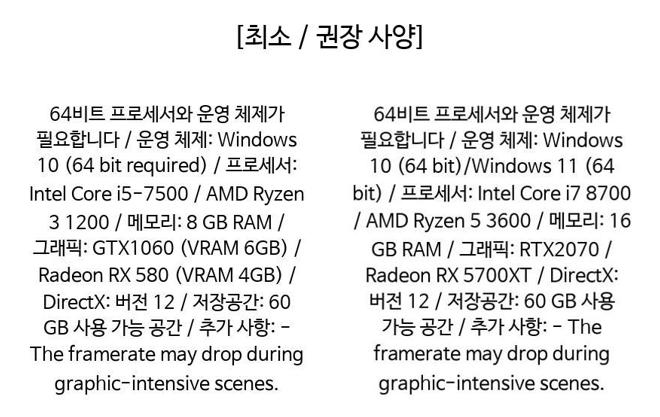 [최소 / 권장 사양]
64비트 프로세서와 운영 체제가
필요합니다 / 운영 체제: Windows
10 (64 bit required) / 프로세서:
Intel Core i5-7500 / AMD Ryzen
3 1200 / 메모리: 8 GB RAM /
그래픽: GTX1060 (VRAM 6GB) /
Radeon RX 580 (VRAM 4GB) /
DirectX: 버전 12 / 저장공간: 60
GB 사용 가능 공간 / 추가 사항: -
The framerate may drop during
graphic-intensive scenes.
64비트 프로세서와 운영 체제가
필요합니다 / 운영 체제: Windows
10 (64 bit)/Windows 11 (64
bit) / 프로세서: Intel Core i7 8700
/ AMD Ryzen 5 3600 / 메모리: 16
GB RAM / 그래픽: RTX2070 /
Radeon RX 5700XT / DirectX:
버전 12 / 저장공간: 60 GB 사용
가능 공간 / 추가 사항: - The
framerate may drop during
graphic-intensive scenes.